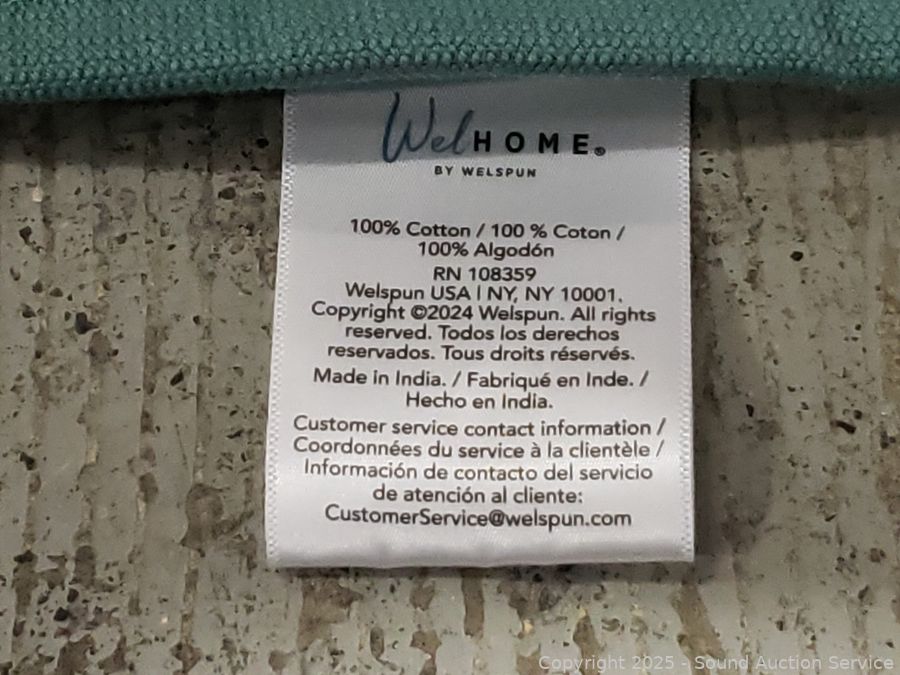 WelHOME®
BY WELSPUN
100% Cotton / 100 % Coton /
100% Algodón
RN 108359
Welspun USA | NY, NY 10001.
Copyright ©2024 Welspun. All rights
reserved. Todos los derechos
reservados. Tous droits réservés.
Made in India. / Fabriqué en Inde. /
Hecho en India.
Customer service contact information /
Coordonnées du service à la clientèle /
Información de contacto del servicio
de atención al cliente:
CustomerService@welspun.com
Copyright 2025 - Sound Auction Service